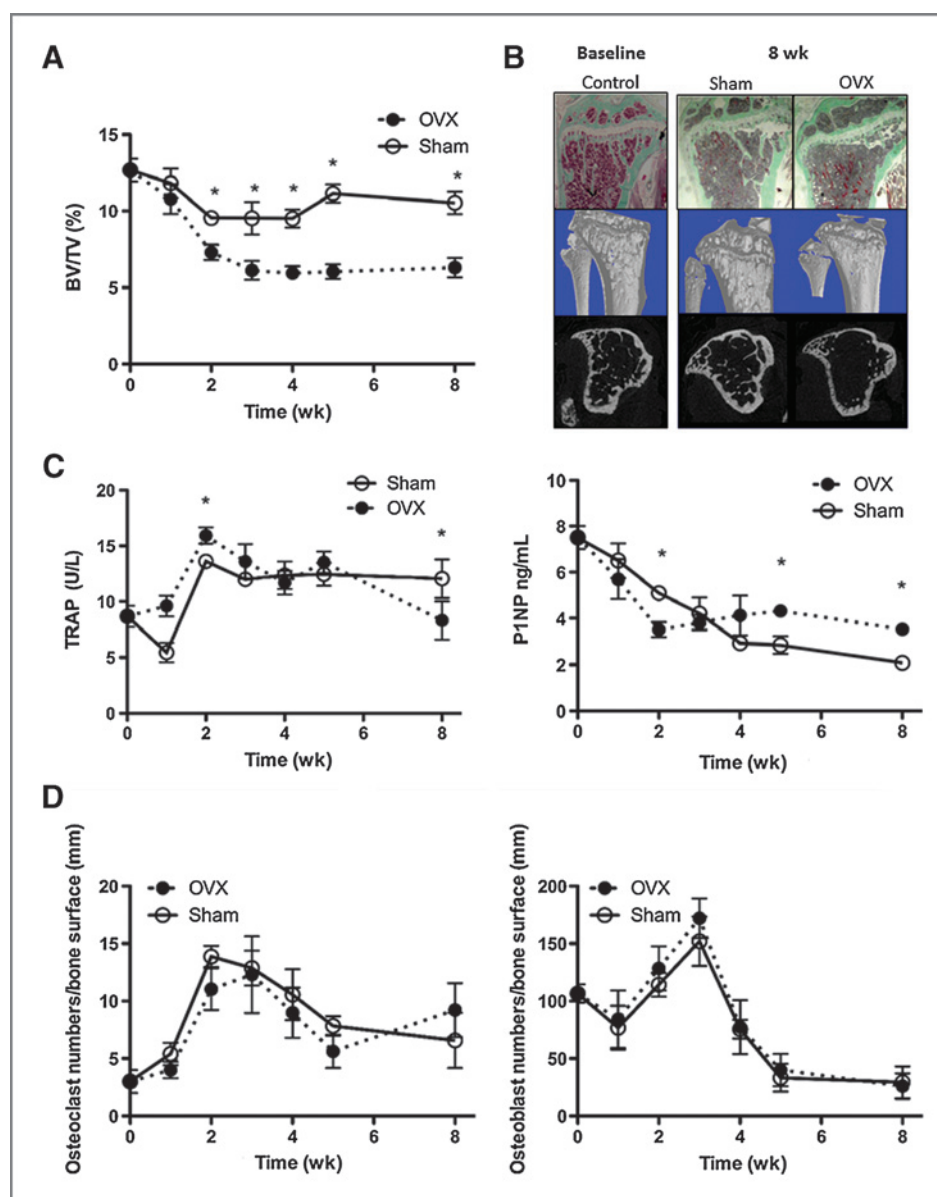 A
OVX
Sham
BV/TV (%)
15
10
5
0
* * * * *
0 2 4 6 8
Time (wk)
B
Baseline 8 wk
Control Sham OVX
C
Sham
OVX
TRAP (U/L)
20
15
10
5
0
* *
0 2 4 6 8
Time (wk)
OVX
Sham
P1NP ng/mL
10
8
6
4
2
0
* * *
0 2 4 6 8
Time (wk)
D
OVX
Sham
Osteoclast numbers/bone surface (mm)
20
15
10
5
0
0 2 4 6 8
Time (wk)
OVX
Sham
Osteoblast numbers/bone surface (mm)
200
150
100
50
0
0 2 4 6 8
Time (wk)